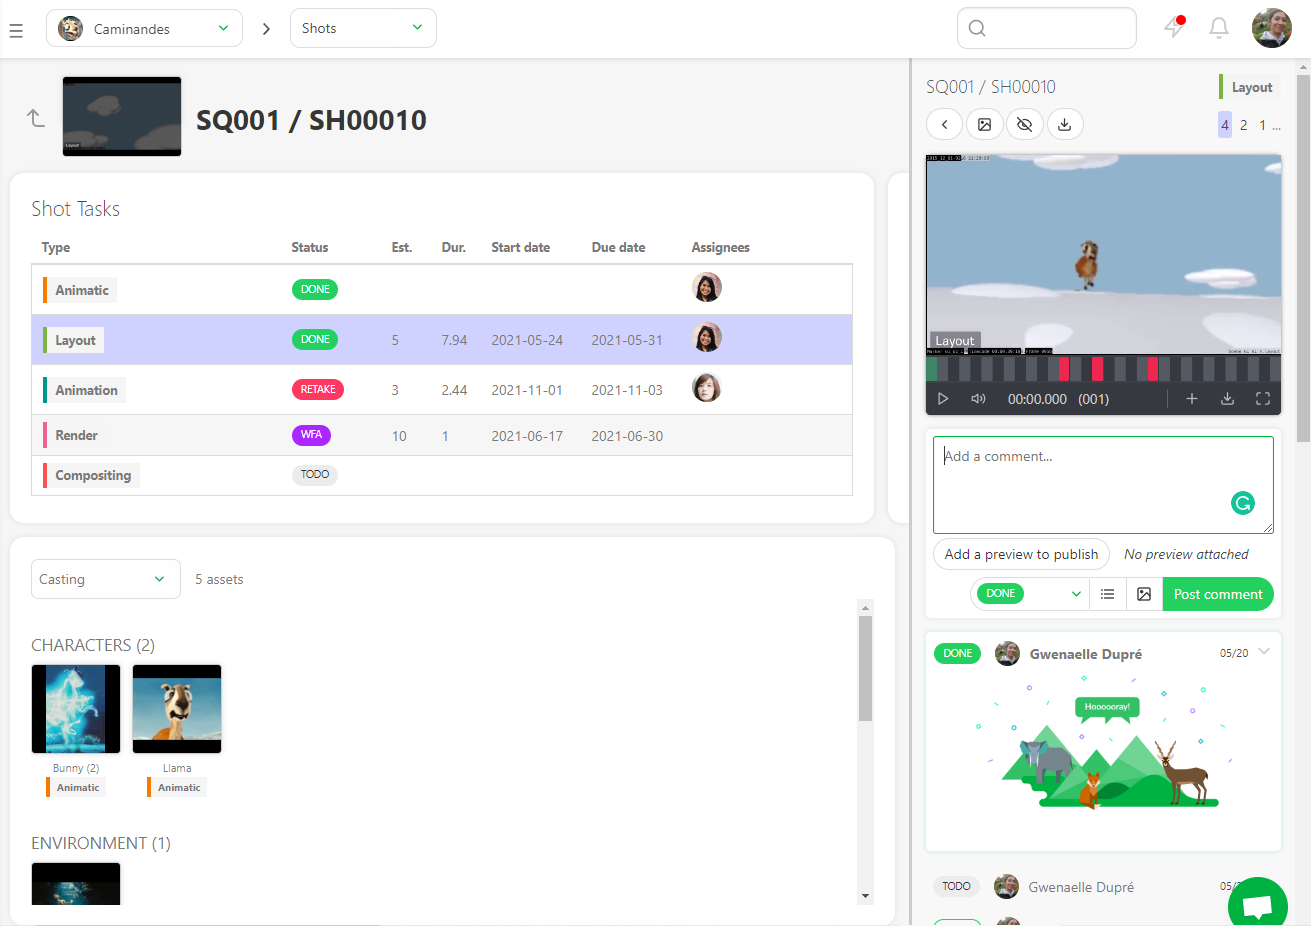 Caminandes
Shots
SQ001 / SH00010
Layout
Shot Tasks
Type Status Est. Dur. Start date Due date Assignees
Animatic DONE
Layout DONE 5 7.94 2021-05-24 2021-05-31
Animation RETAKE 3 2.44 2021-11-01 2021-11-03
Render WFA 10 1 2021-06-17 2021-06-30
Compositing TODO
Casting 5 assets
CHARACTERS (2)
Bunny (2) Llama
Animatic Animatic
ENVIRONMENT (1)
SQ001 / SH00010 Layout
4 2 1 ...
Layout
00:00.000 (001)
Add a comment...
Add a preview to publish No preview attached
DONE Post comment
DONE Gwenaelle Dupré 05/20
Hoooooray!
TODO Gwenaelle Dupré